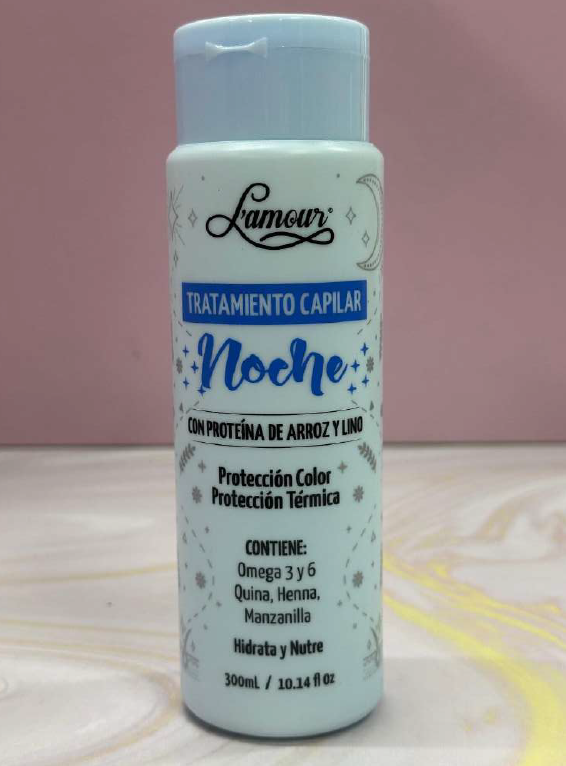 L'amour©
TRATAMIENTO CAPILAR
Noche
CON PROTEÍNA DE ARROZ Y LINO
Protección Color
Protección Térmica
CONTIENE:
Omega 3 y 6
Quina, Henna,
Manzanilla
Hidrata y Nutre
300mL / 10.14 fl oz